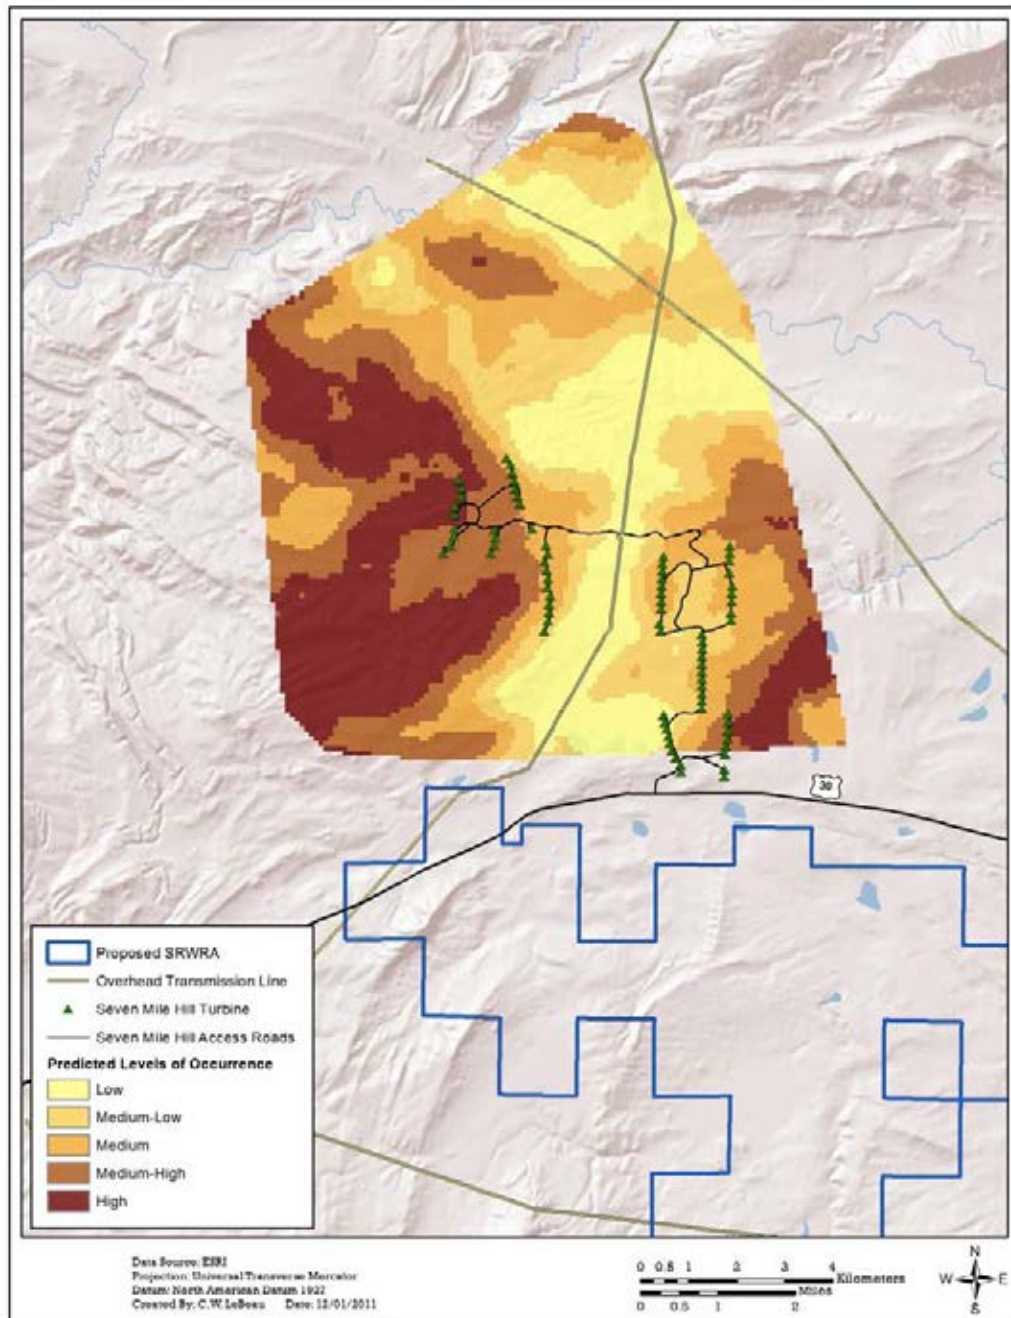 30
Proposed SRWRA
Overhead Transmission Line
Seven Mile Hill Turbine
Seven Mile Hill Access Roads
Predicted Levels of Occurrence
Low
Medium-Low
Medium
Medium-High
High
Data Source: ESRI
Projection: Universal Transverse Mercator
Datum: North American Datum 1927
Created By: C.W. LeBeau Date: 12/01/2011
0 0.5 1 2 3 4 Kilometers
0 0.5 1 2 Miles
N
W E
S